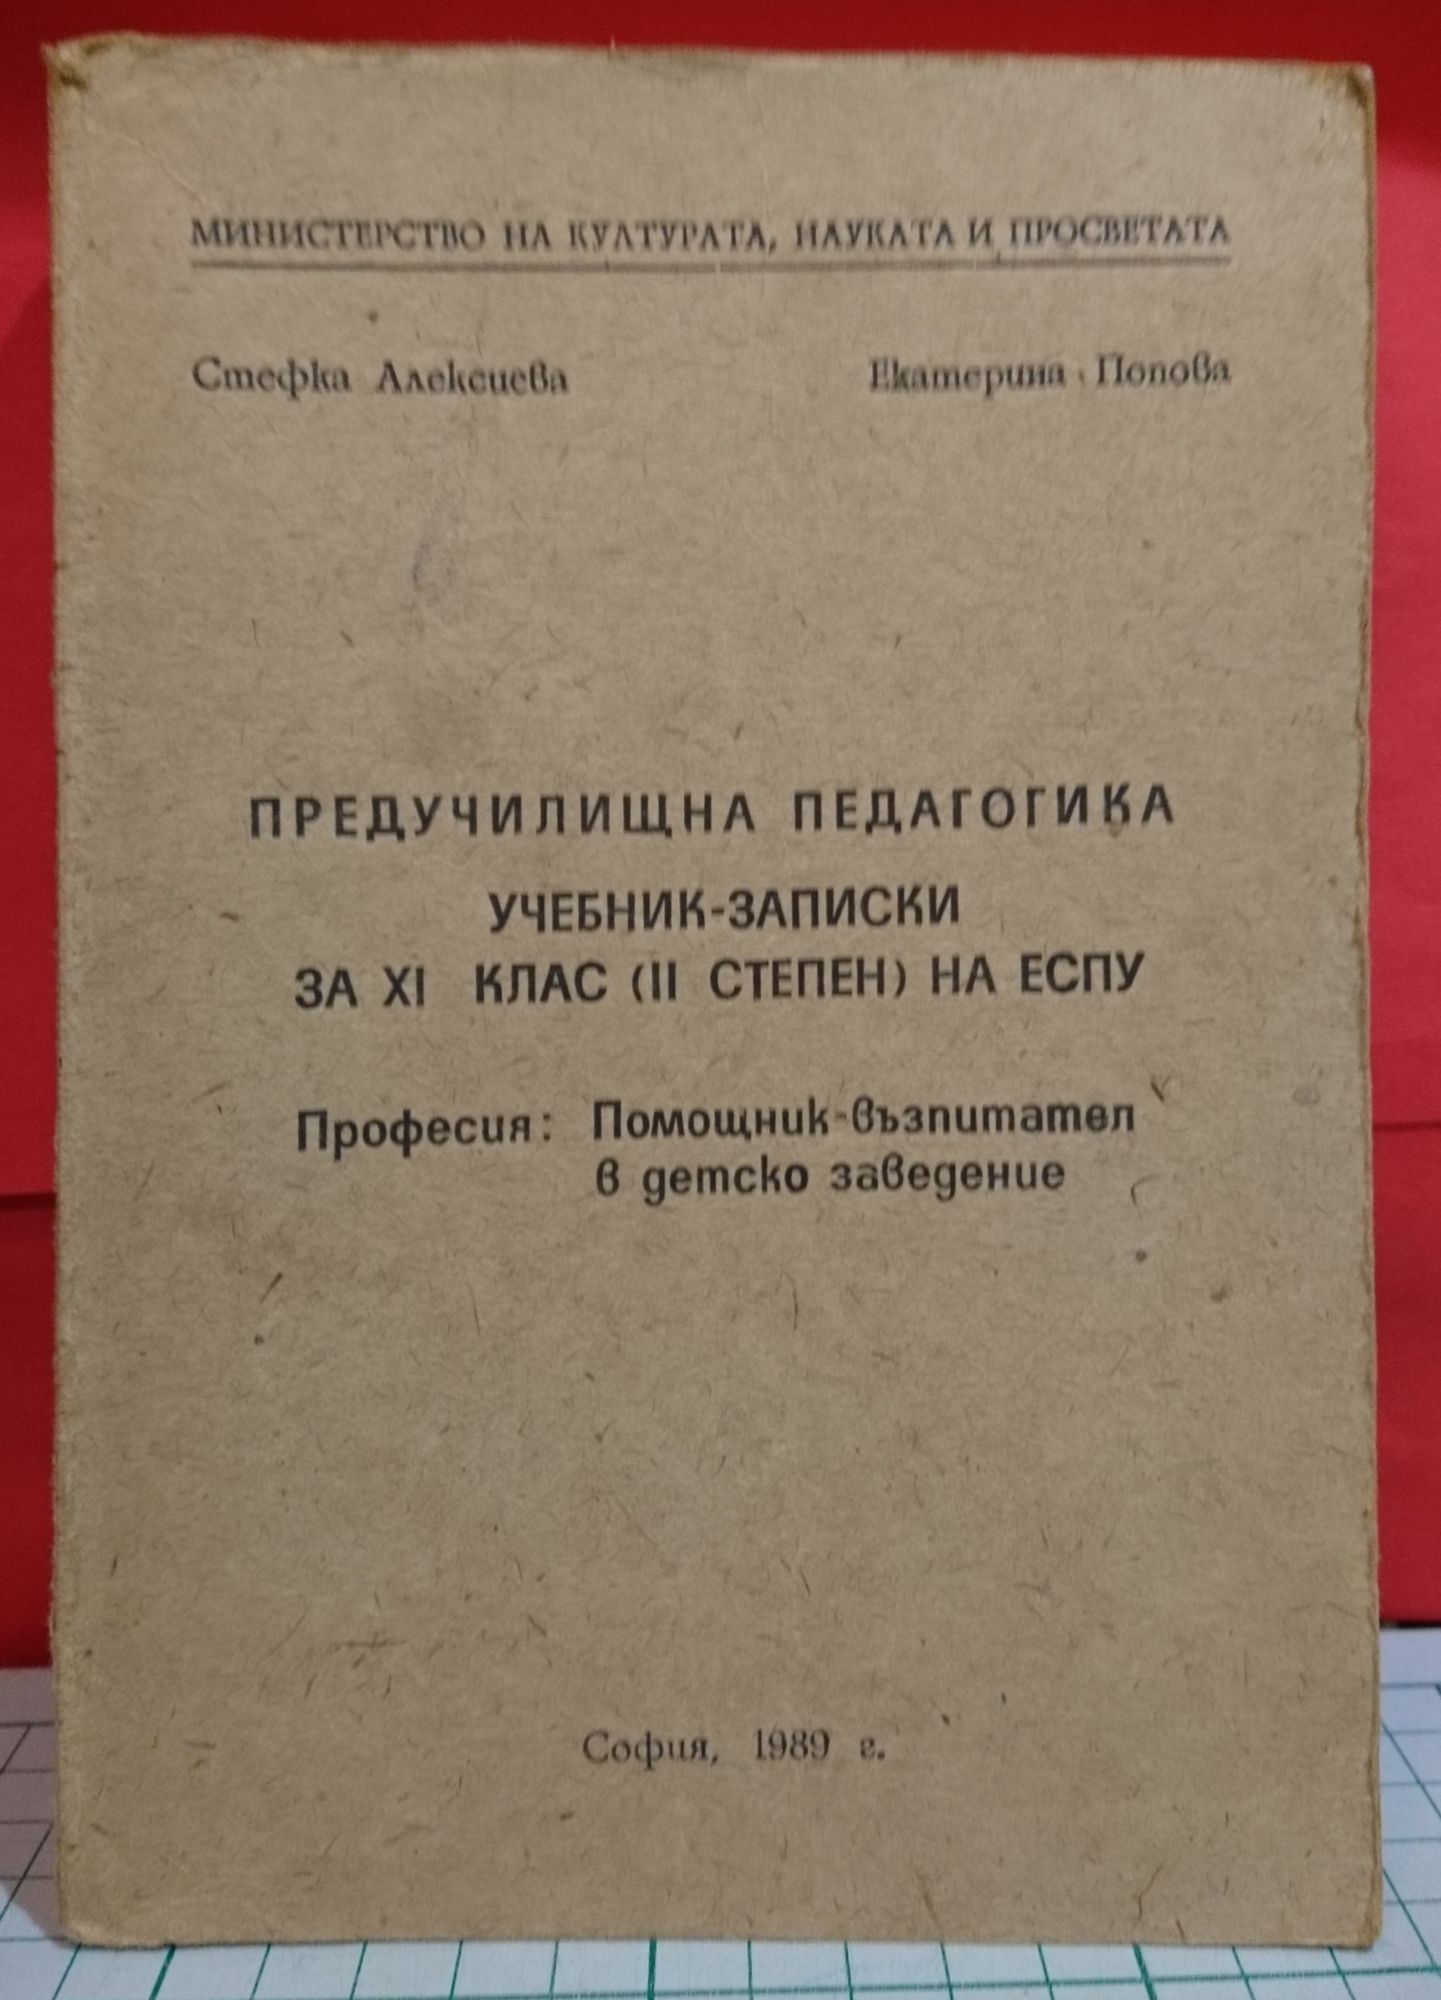 МИНИСТЕРСТВО НА КУЛТУРАТА, НАУКАТА И ПРОСВЕТАТА
Стефка Алексиева Екатерина Попова
ПРЕДУЧИЛИЩНА ПЕДАГОГИКА
УЧЕБНИК-ЗАПИСКИ
ЗА XI КЛАС (II СТЕПЕН) НА ЕСПУ
Професия: Помощник-възпитател
в детско заведение
София, 1989 г.